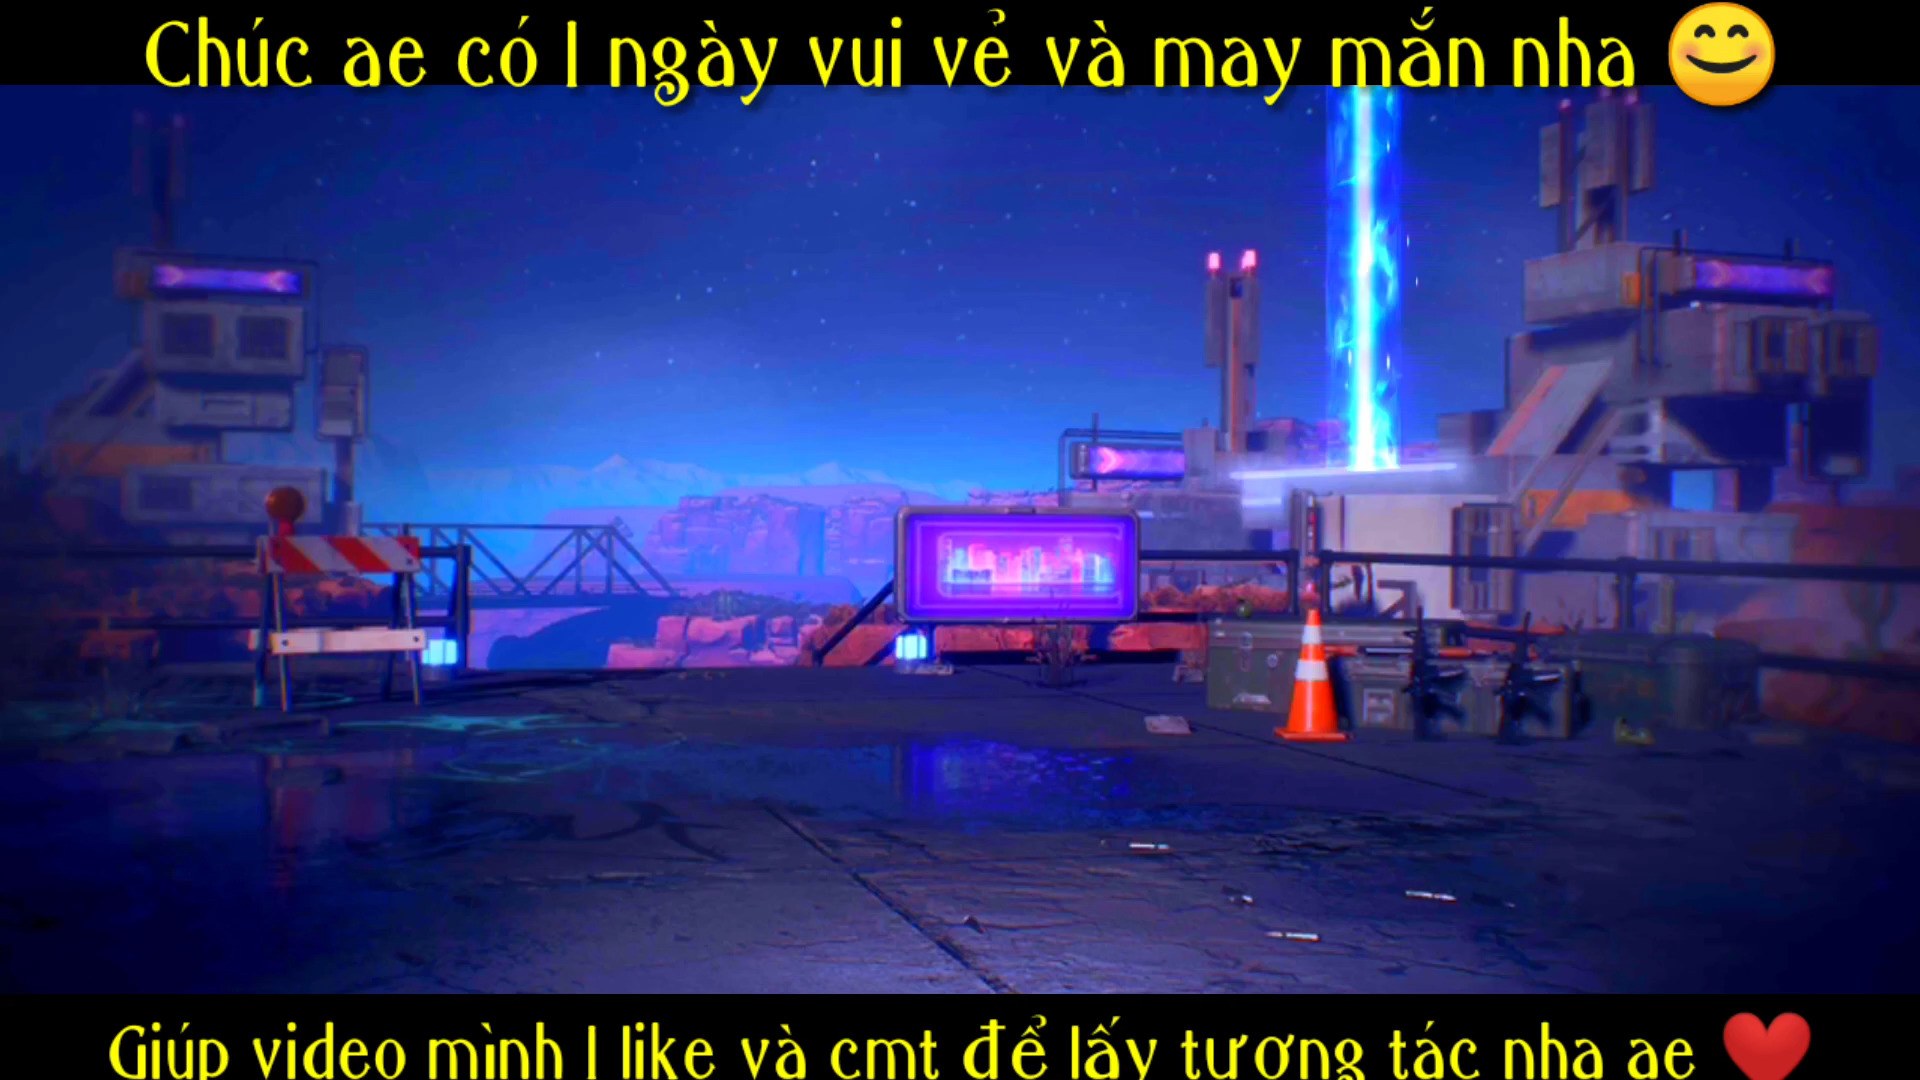 Chúc ae có 1 ngày vui vẻ và may mắn nha 😊
Giúp video mình 1 like và cmt để lấy tương tác nha ae ❤️